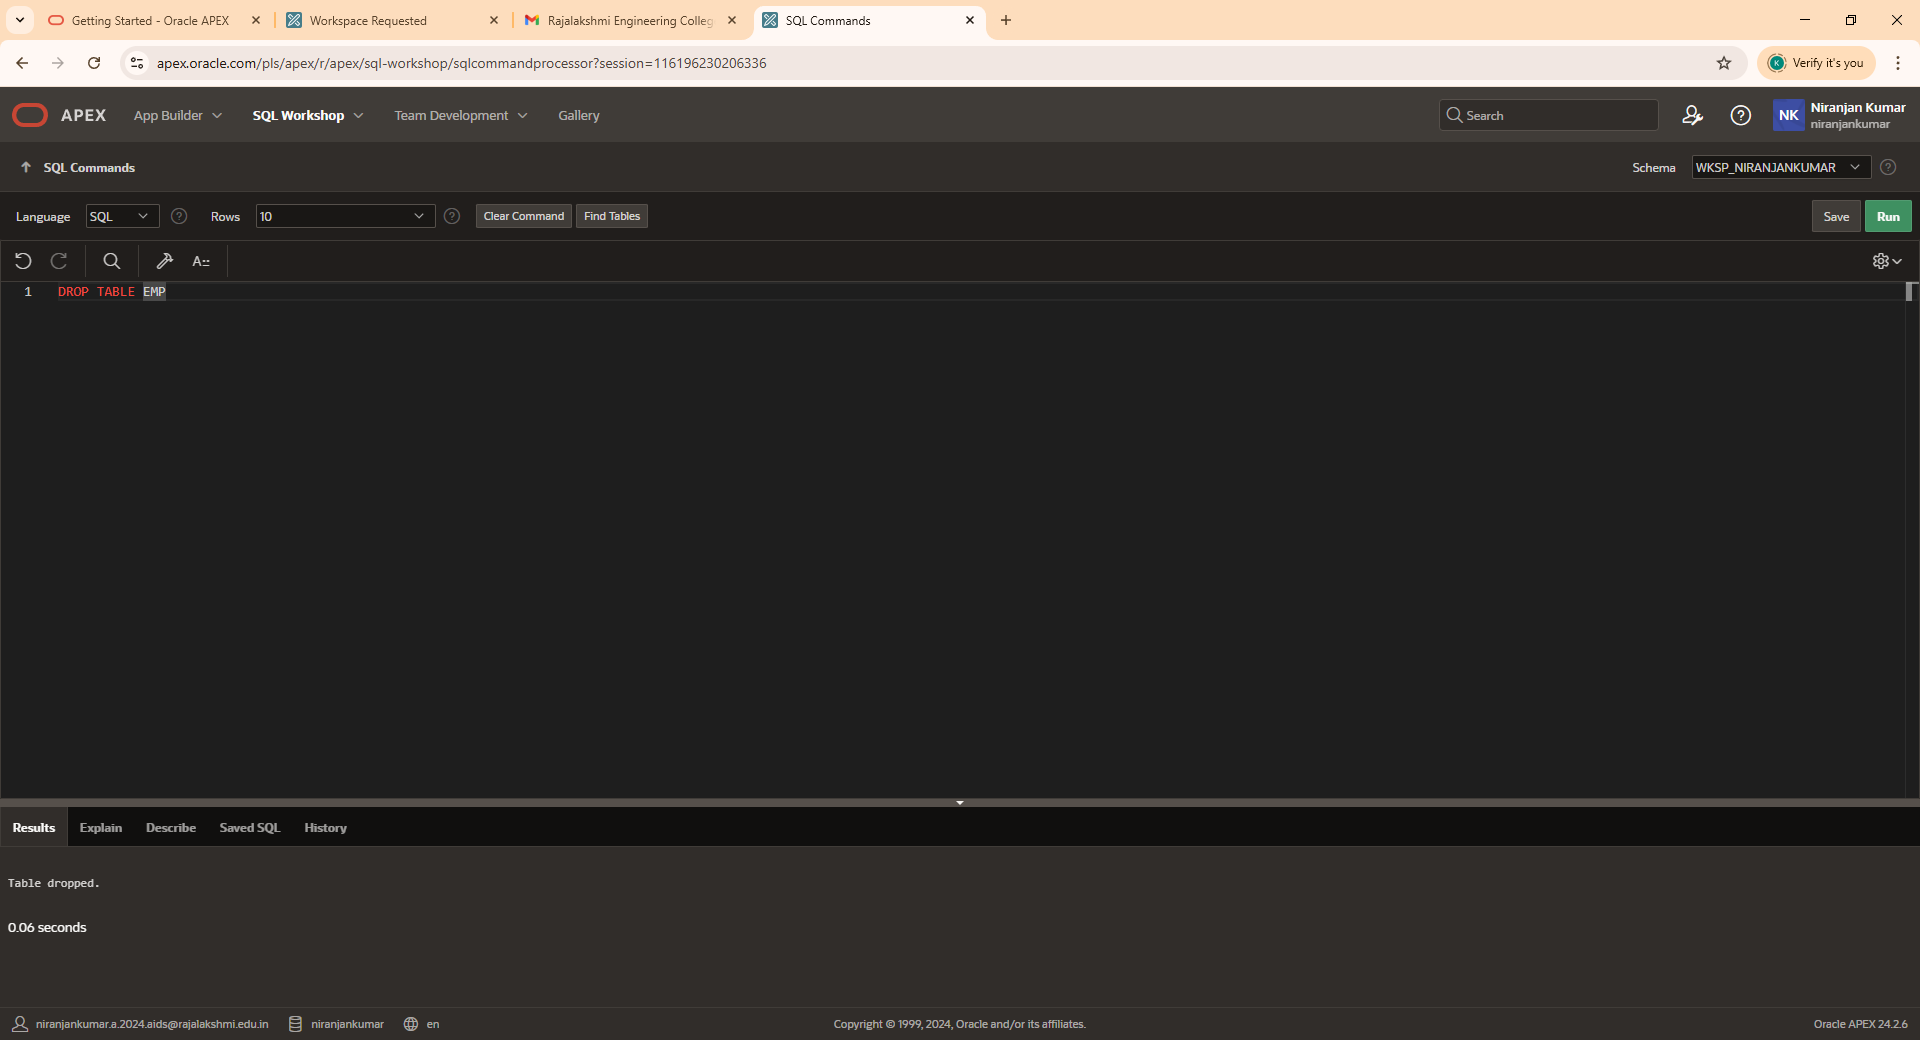 Getting Started - Oracle APEX
Workspace Requested
Rajalakshmi Engineering Colleg
SQL Commands
apex.oracle.com/pls/apex/r/apex/sql-workshop/sqlcommandprocessor?session=116196230206336
K Verify it's you
APEX App Builder SQL Workshop Team Development Gallery Search NK Niranjan Kumar
niranjankumar
SQL Commands Schema WKSP_NIRANJANKUMAR
Language SQL Rows 10 Clear Command Find Tables Save Run
A
1 DROP TABLE EMP
Results Explain Describe Saved SQL History
Table dropped.
0.06 seconds
niranjankumar.a.2024.aids@rajalakshmi.edu.in niranjankumar en Copyright © 1999, 2024, Oracle and/or its affiliates. Oracle APEX 24.2.6